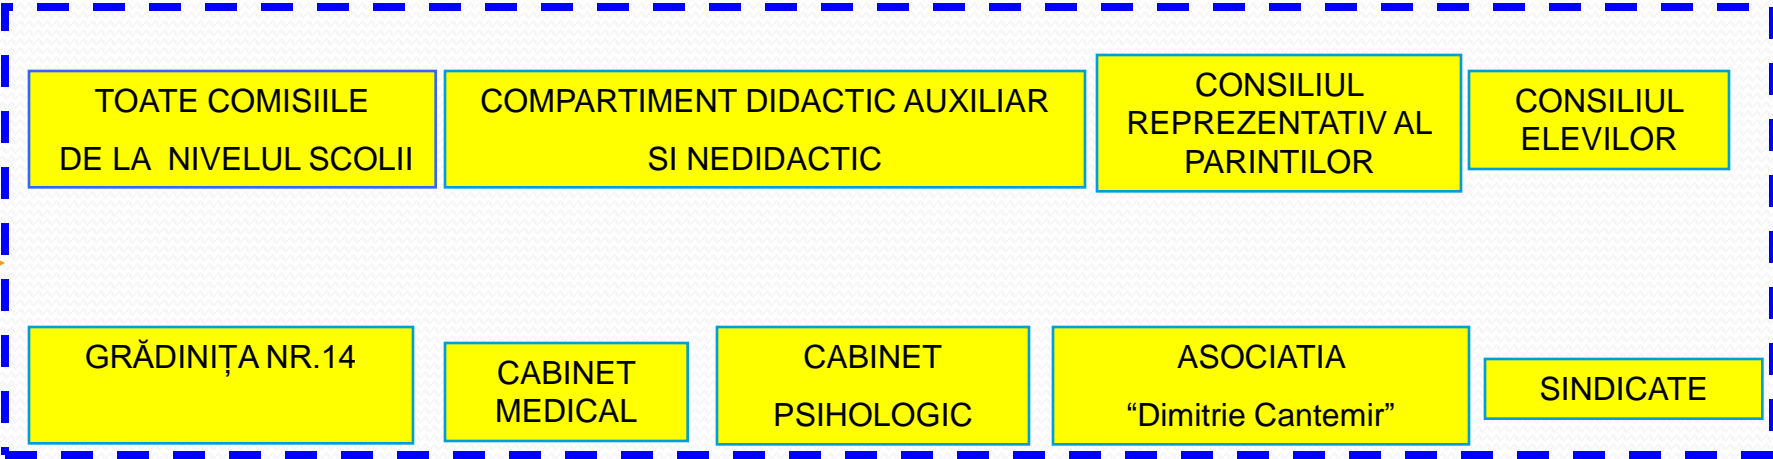 TOATE COMISIILE
DE LA NIVELUL SCOLII
COMPARTIMENT DIDACTIC AUXILIAR
SI NEDIDACTIC
CONSILIUL
REPREZENTATIV AL
PARINTILOR
CONSILIUL
ELEVILOR
GRĂDINIȚA NR.14
CABINET
MEDICAL
CABINET
PSIHOLOGIC
ASOCIATIA
“Dimitrie Cantemir”
SINDICATE